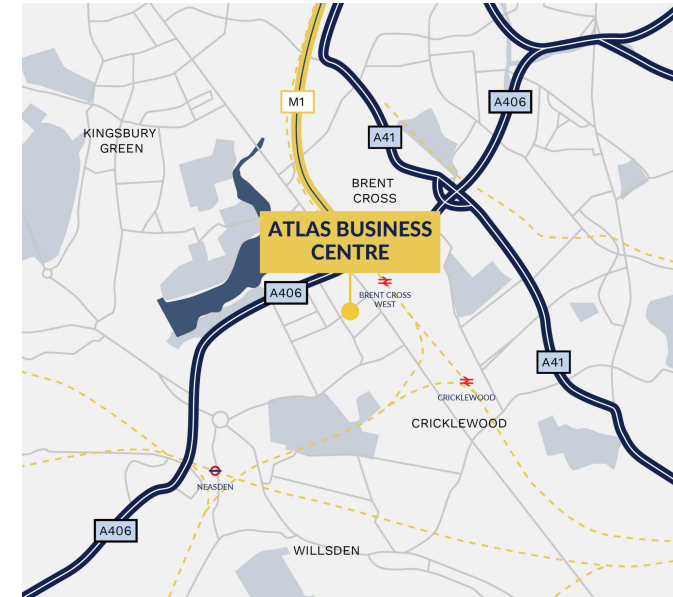 M1
A406
A41
KINGSBURY
GREEN
BRENT
CROSS
ATLAS BUSINESS
CENTRE
A406
BRENT CROSS
WEST
A41
CRICKLEWOOD
CRICKLEWOOD
NEASDEN
A406
WILLSDEN